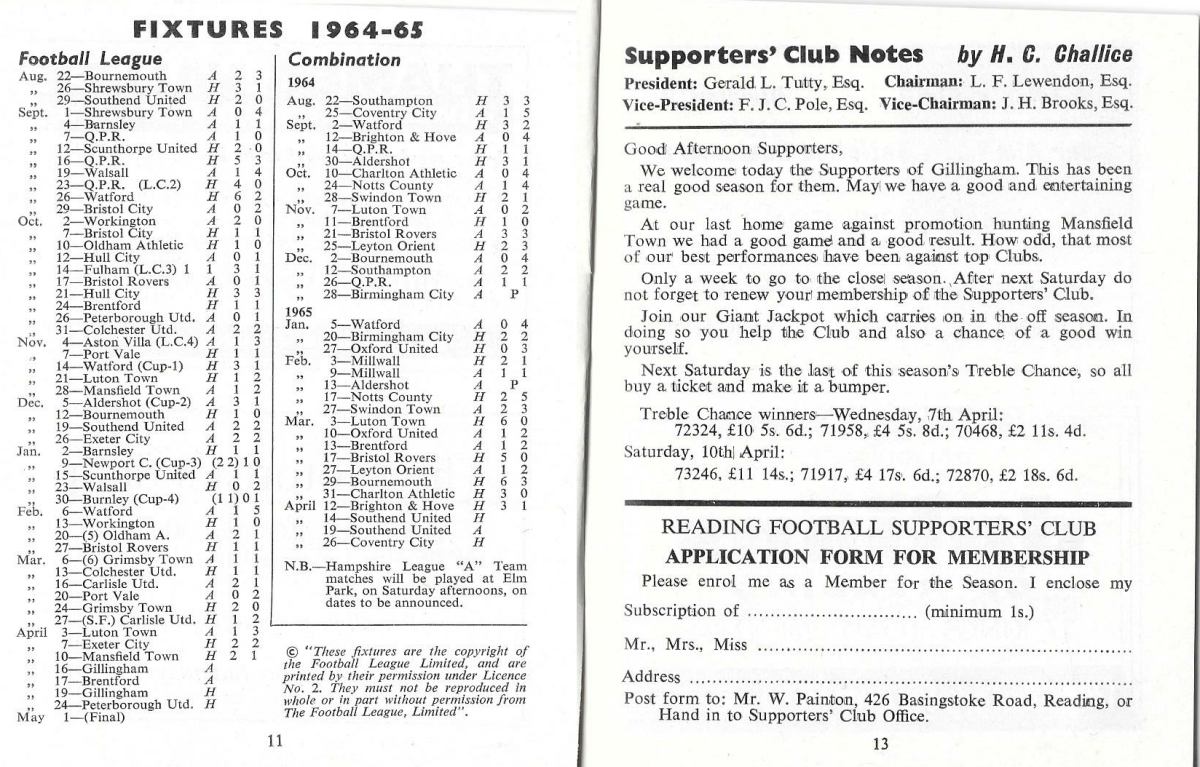 FIXTURES 1964-65
Football League
Aug. 22—Bournemouth A 2 3
„ 26—Shrewsbury Town H 3 1
„ 29—Southend United H 2 0
Sept. 1—Shrewsbury Town A 0 4
„ 4—Barnsley A 1 1
„ 7—Q.P.R. A 1 0
„ 12—Scunthorpe United H 2 0
„ 16—Q.P.R. H 5 3
„ 19—Walsall A 1 4
„ 23—Q.P.R. (L.C.2) H 4 0
„ 26—Watford H 6 2
„ 29—Bristol City A 0 2
Oct. 2—Workington A 2 0
„ 7—Bristol City H 1 1
„ 10—Oldham Athletic H 1 0
„ 12—Hull City A 0 1
„ 14—Fulham (L.C.3) 1 1 3 1
„ 17—Bristol Rovers A 0 1
„ 21—Hull City H 3 3
„ 24—Brentford H 1 1
„ 26—Peterborough Utd. A 0 1
„ 31—Colchester Utd. A 2 2
Nov. 4—Aston Villa (L.C.4) A 1 3
„ 7—Port Vale H 1 1
„ 14—Watford (Cup-1) H 3 1
„ 21—Luton Town H 1 2
„ 28—Mansfield Town A 1 2
Dec. 5—Aldershot (Cup-2) A 3 1
„ 12—Bournemouth H 1 0
„ 19—Southend United A 2 2
„ 26—Exeter City A 2 2
Jan. 2—Barnsley H 1 1
„ 9—Newport C. (Cup-3) (2 2) 1 0
„ 15—Scunthorpe United A 1 1
„ 23—Walsall H 0 2
„ 30—Burnley (Cup-4) (1 1) 0 1
Feb. 6—Watford A 1 5
„ 13—Workington H 1 0
„ 20—(5) Oldham A. A 2 1
„ 27—Bristol Rovers H 1 1
Mar. 6—(6) Grimsby Town A 1 1
„ 13—Colchester Utd. H 1 1
„ 16—Carlisle Utd. A 2 1
„ 20—Port Vale A 0 2
„ 24—Grimsby Town H 2 0
„ 27—(S.F.) Carlisle Utd. H 1 2
April 3—Luton Town A 1 3
„ 7—Exeter City H 2 2
„ 10—Mansfield Town H 2 1
„ 16—Gillingham A
„ 17—Brentford A
„ 19—Gillingham H
„ 24—Peterborough Utd. H
May 1—(Final)
Combination
1964
Aug. 22—Southampton H 3 3
„ 25—Coventry City A 1 5
Sept. 2—Watford H 3 2
„ 12—Brighton & Hove A 0 4
„ 14—Q.P.R. H 1 1
„ 30—Aldershot H 3 1
Oct. 10—Charlton Athletic A 0 4
„ 24—Notts County A 1 4
„ 28—Swindon Town H 2 1
Nov. 7—Luton Town A 0 2
„ 11—Brentford H 1 0
„ 21—Bristol Rovers A 3 3
„ 25—Leyton Orient H 2 3
Dec. 2—Bournemouth A 0 4
„ 12—Southampton A 2 2
„ 26—Q.P.R. A 1 1
„ 28—Birmingham City A P
1965
Jan. 5—Watford A 0 4
„ 20—Birmingham City H 2 2
„ 27—Oxford United H 0 3
Feb. 3—Millwall H 2 1
„ 9—Millwall A 1 1
„ 13—Aldershot A P
„ 17—Notts County H 2 5
„ 27—Swindon Town A 2 3
Mar. 3—Luton Town H 6 0
„ 10—Oxford United A 1 2
„ 13—Brentford A 1 2
„ 17—Bristol Rovers H 5 0
„ 27—Leyton Orient A 1 2
„ 29—Bournemouth H 6 3
„ 31—Charlton Athletic H 3 0
April 12—Brighton & Hove H 3 1
„ 14—Southend United H
„ 19—Southend United A
„ 26—Coventry City H
N.B.—Hampshire League "A" Team
matches will be played at Elm
Park, on Saturday afternoons, on
dates to be announced.
© "These fixtures are the copyright of
the Football League Limited, and are
printed by their permission under Licence
No. 2. They must not be reproduced in
whole or in part without permission from
The Football League, Limited".
11
Supporters' Club Notes by H. C. Challice
President: Gerald L. Tutty, Esq. Chairman: L. F. Lewendon, Esq.
Vice-President: F. J. C. Pole, Esq. Vice-Chairman: J. H. Brooks, Esq.
Good Afternoon Supporters,
We welcome today the Supporters of Gillingham. This has been
a real good season for them. May we have a good and entertaining
game.
At our last home game against promotion hunting Mansfield
Town we had a good game and a good result. How odd, that most
of our best performances have been against top Clubs.
Only a week to go to the close season. After next Saturday do
not forget to renew your membership of the Supporters' Club.
Join our Giant Jackpot which carries on in the off season. In
doing so you help the Club and also a chance of a good win
yourself.
Next Saturday is the last of this season's Treble Chance, so all
buy a ticket and make it a bumper.
Treble Chance winners—Wednesday, 7th April:
72324, £10 5s. 6d.; 71958, £4 5s. 8d.; 70468, £2 11s. 4d.
Saturday, 10th April:
73246, £11 14s.; 71917, £4 17s. 6d.; 72870, £2 18s. 6d.
READING FOOTBALL SUPPORTERS' CLUB
APPLICATION FORM FOR MEMBERSHIP
Please enrol me as a Member for the Season. I enclose my
Subscription of .............................. (minimum 1s.)
Mr., Mrs., Miss ..............................
Address ..............................
Post form to: Mr. W. Painton, 426 Basingstoke Road, Reading, or
Hand in to Supporters' Club Office.
13